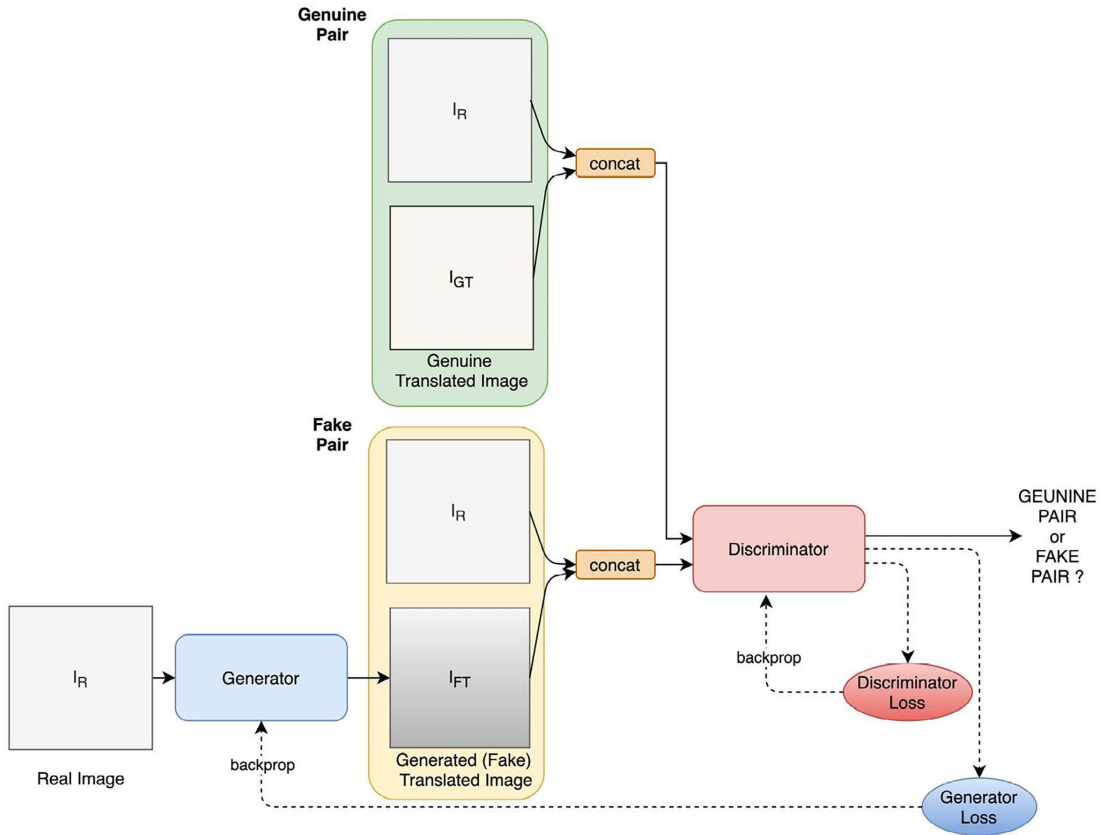 Genuine
Pair
I_R
concat
I_GT
Genuine
Translated Image
Fake
Pair
I_R
concat
I_FT
Generated (Fake)
Translated Image
I_R
Real Image
Generator
backprop
Discriminator
GEUNINE
PAIR
or
FAKE
PAIR ?
backprop
Discriminator
Loss
Generator
Loss